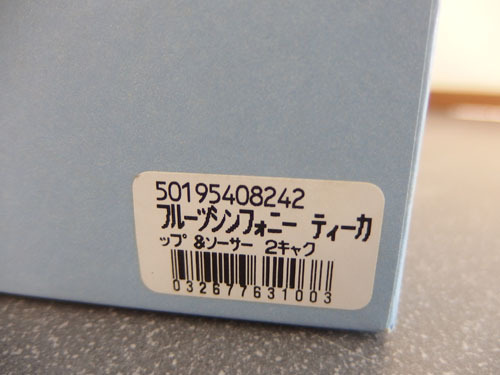 50195408242
フルーツシンフォニー ティーカ
ップ &ソーサー 2キャク
032677631003